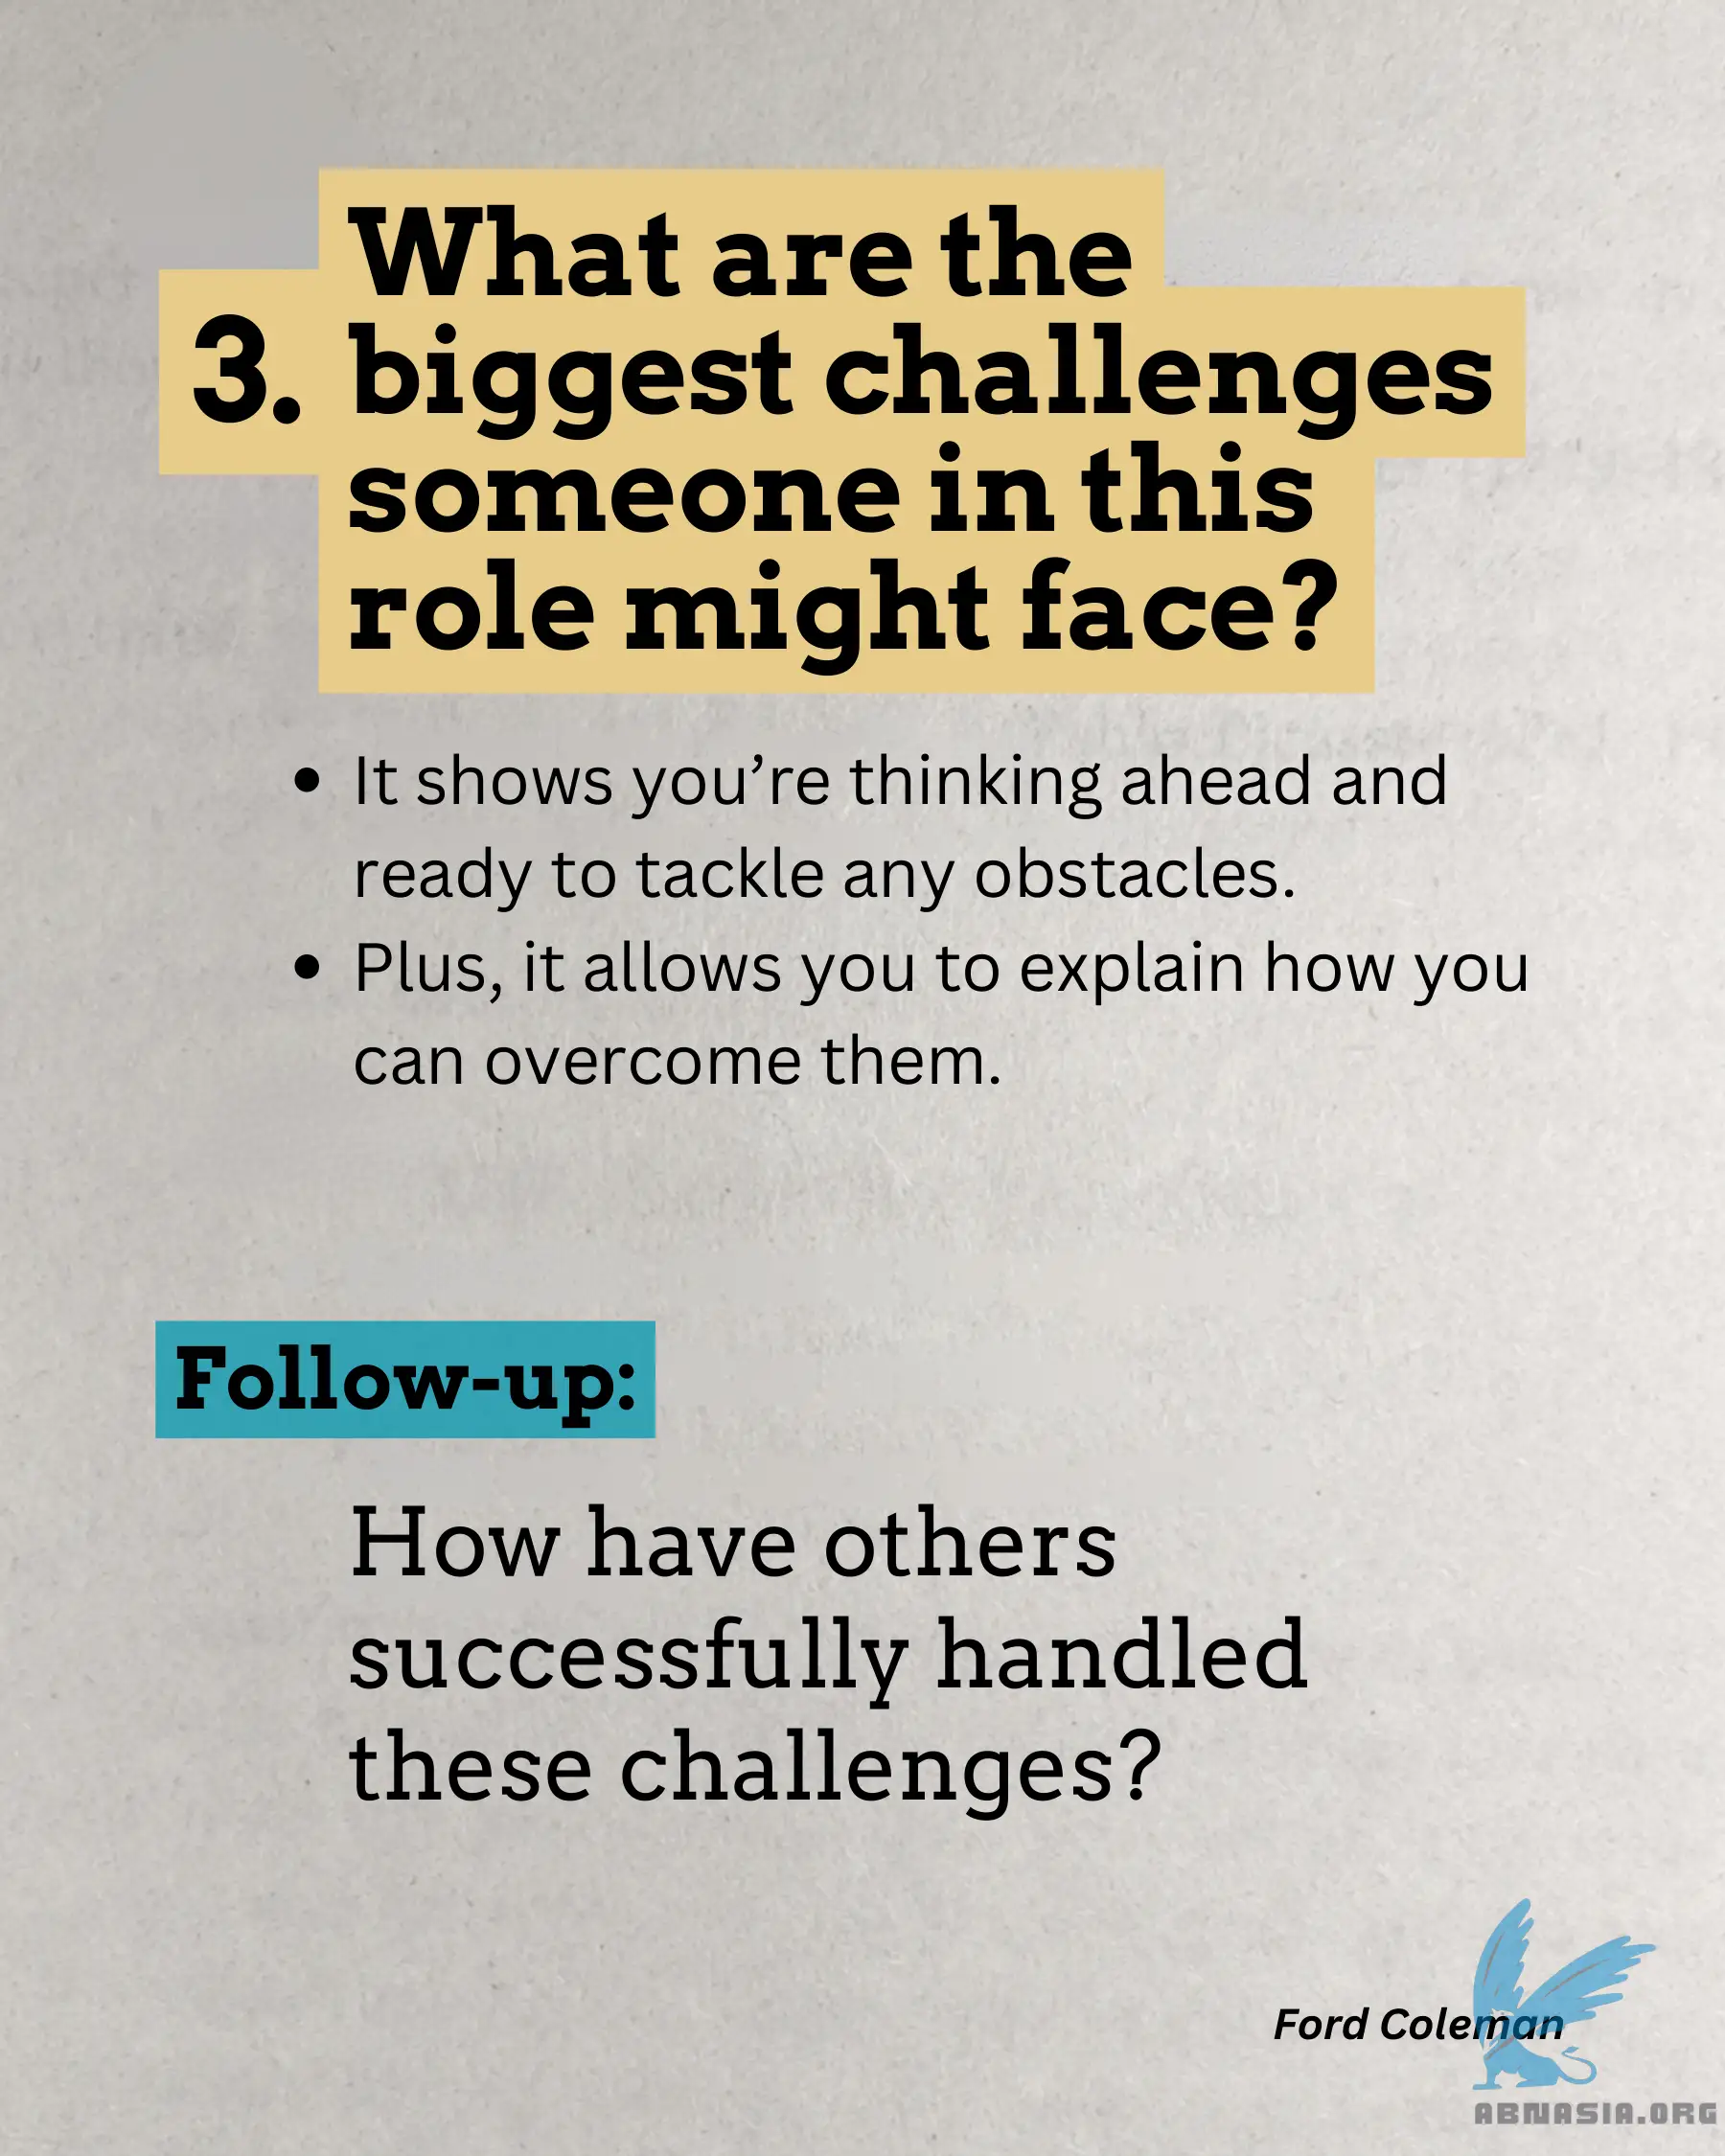 What are the
3. biggest challenges
someone in this
role might face?
• It shows you’re thinking ahead and
ready to tackle any obstacles.
• Plus, it allows you to explain how you
can overcome them.
Follow-up:
How have others
successfully handled
these challenges?
Ford Coleman
ABNASIA.ORG